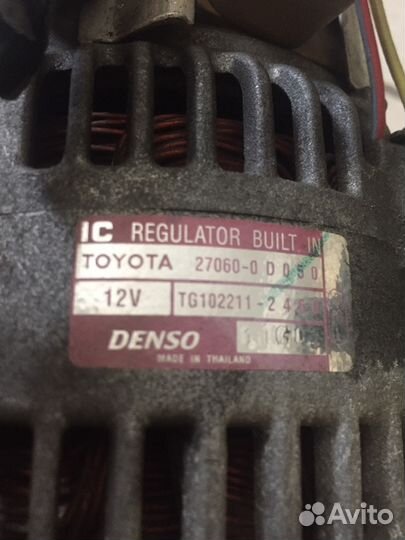 IC REGULATOR BUILT IN
TOYOTA 27060-0D050
12V
DENSO
MADE IN THAILAND
Avito